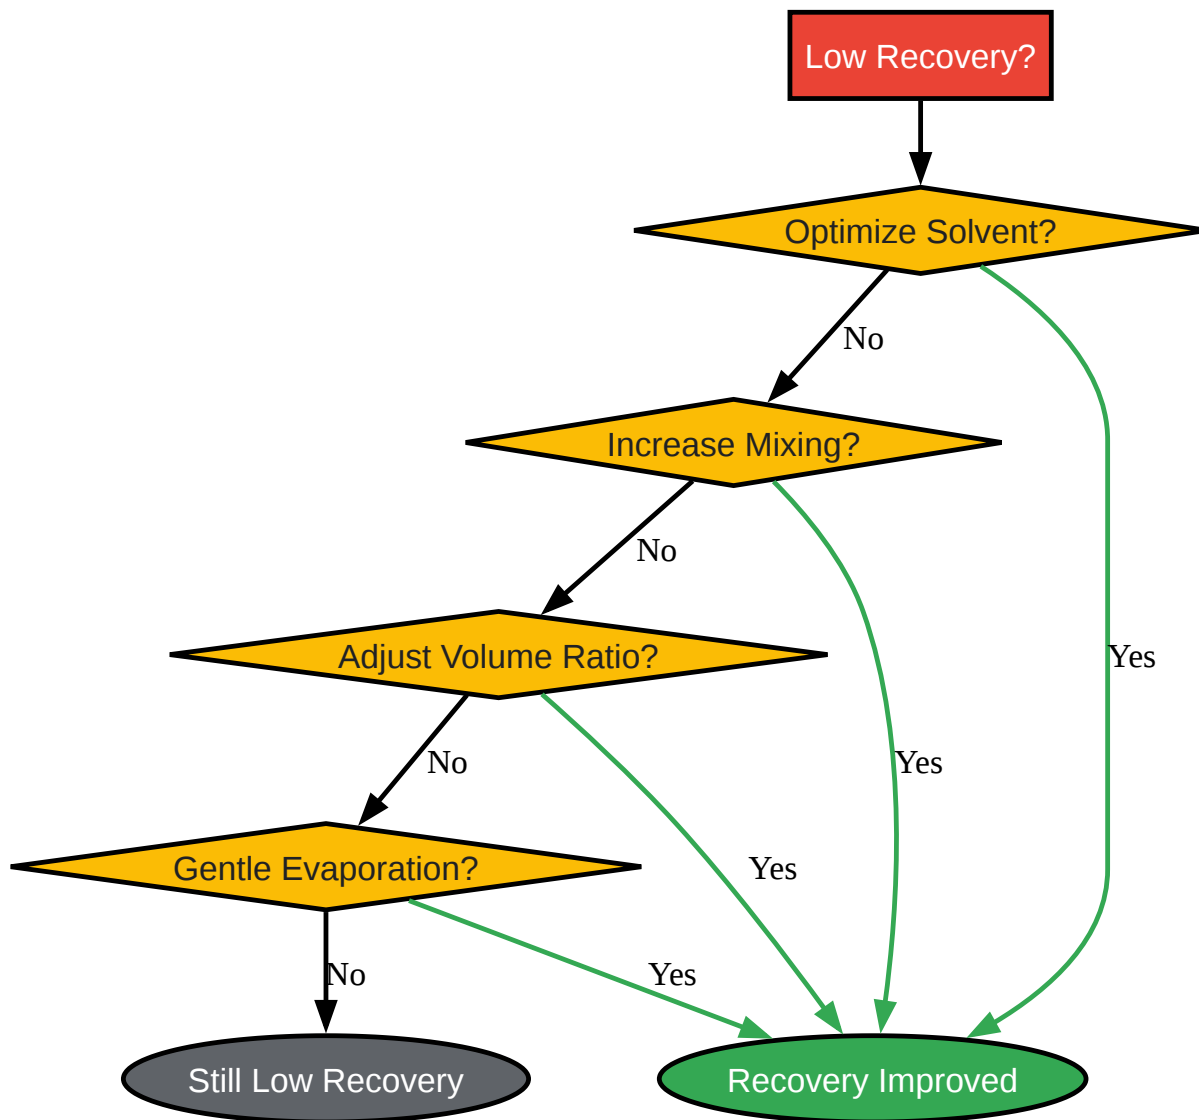 Low Recovery?
Optimize Solvent?
No
Increase Mixing?
No
Adjust Volume Ratio?
Yes
No
Yes
Gentle Evaporation?
Yes
No
Yes
Still Low Recovery
Recovery Improved